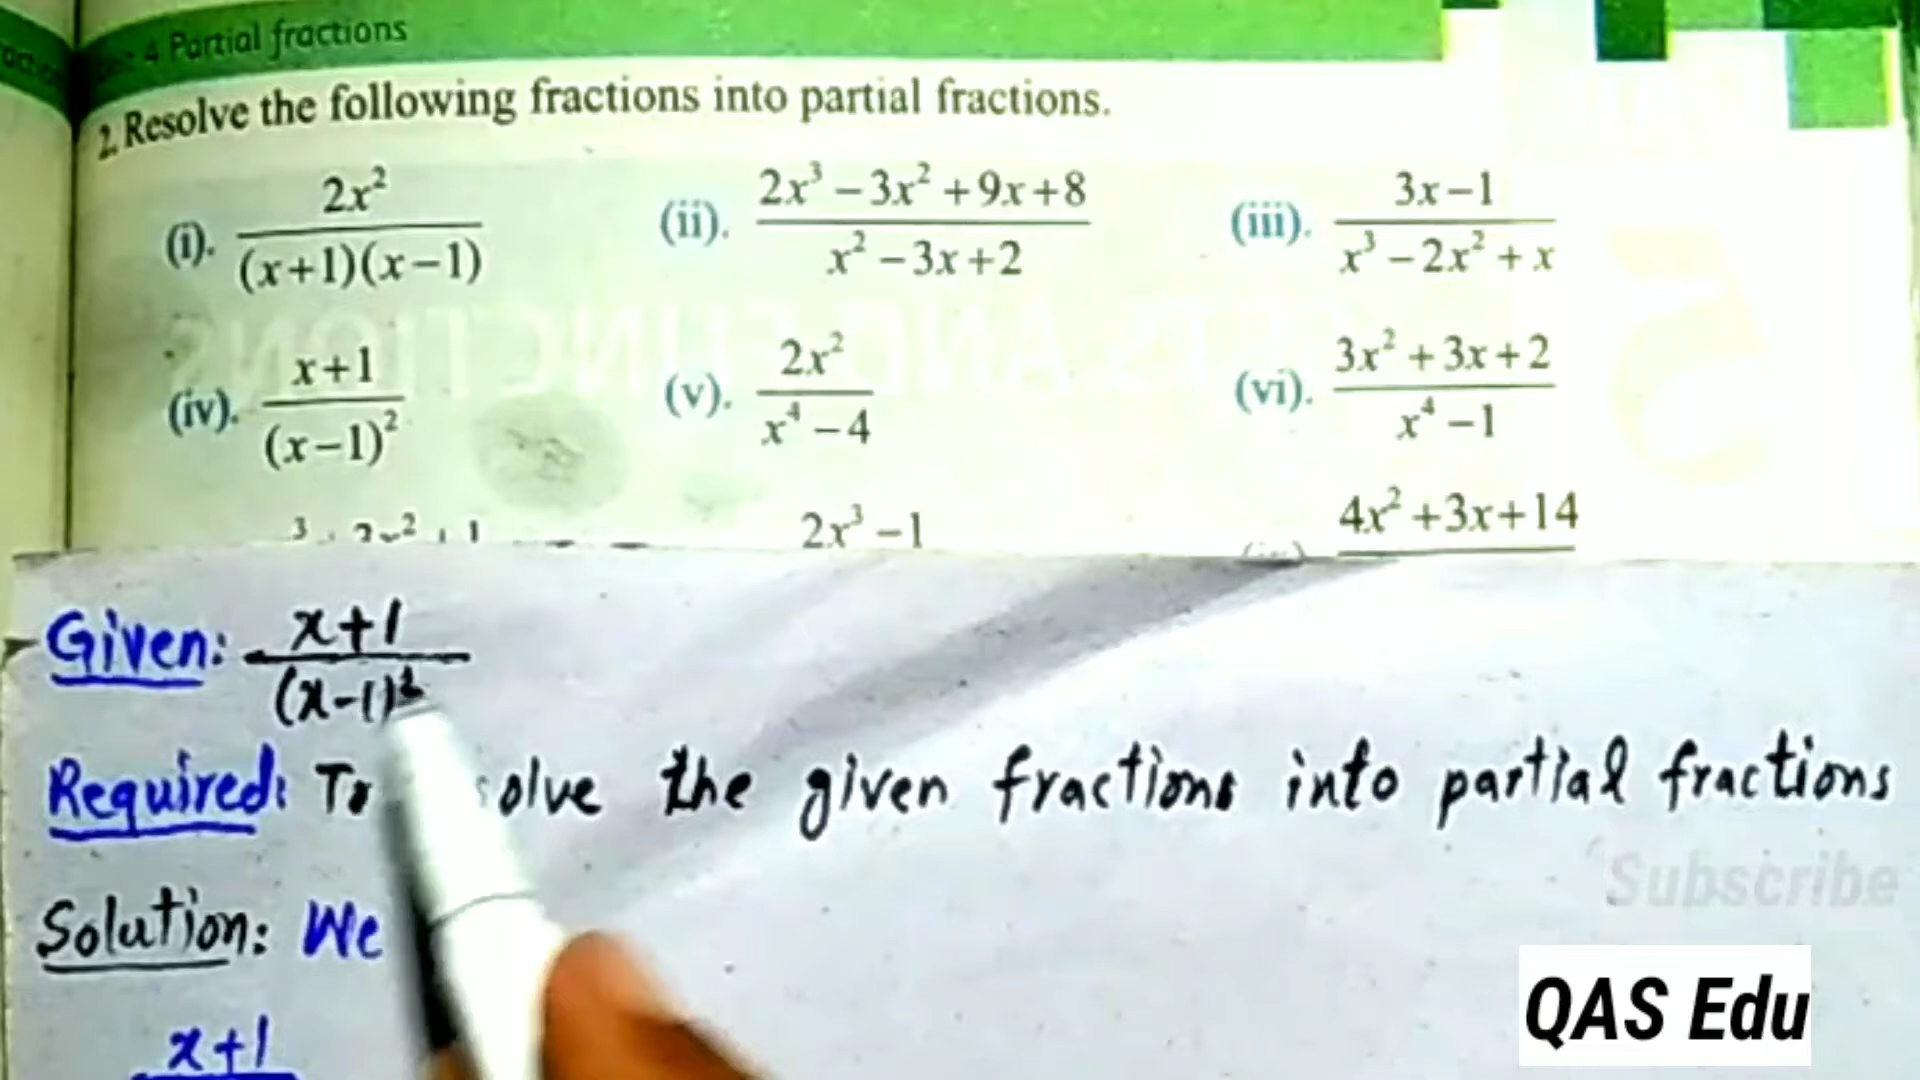 4 Partial fractions
2. Resolve the following fractions into partial fractions.
(i). 2x² / (x+1)(x−1) (ii). 2x³−3x²+9x+8 / x²−3x+2 (iii). 3x−1 / x³−2x²+x
(iv). x+1 / (x−1)² (v). 2x² / x⁴−4 (vi). 3x²+3x+2 / x⁴−1
2x³−1 4x²+3x+14
Given: x+1 / (x-1)²
Required: To solve the given fractions into partial fractions
Subscribe
Solution: We
QAS Edu
x+1